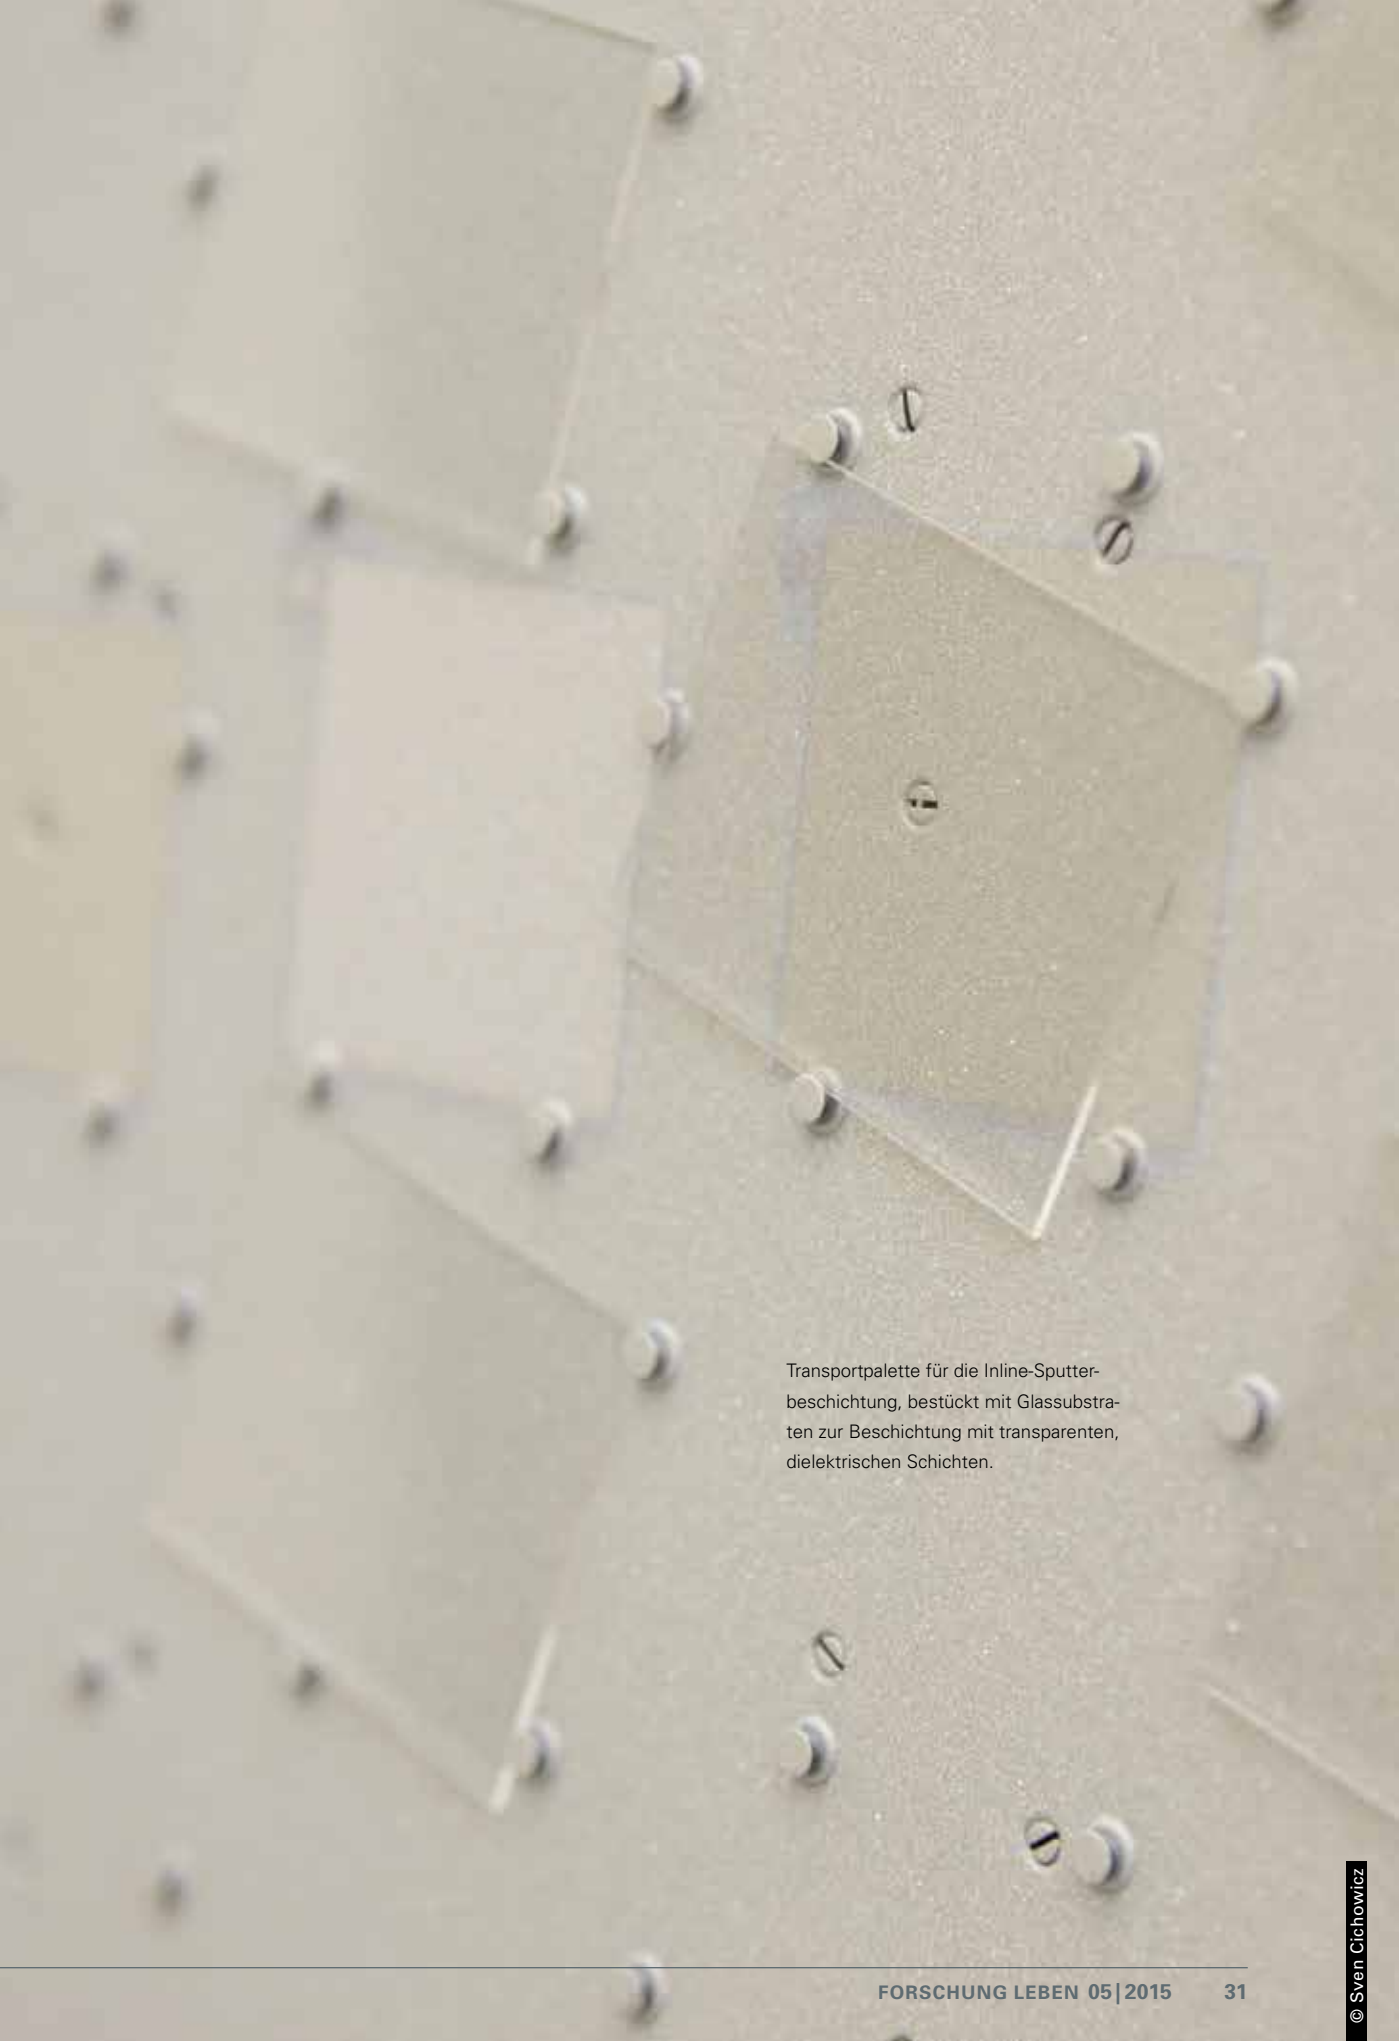 Transportpalette für die Inline-Sputter-
beschichtung, bestückt mit Glassubstra-
ten zur Beschichtung mit transparenten,
dielektrischen Schichten.
FORSCHUNG LEBEN 05|2015 31
© Sven Cichowicz